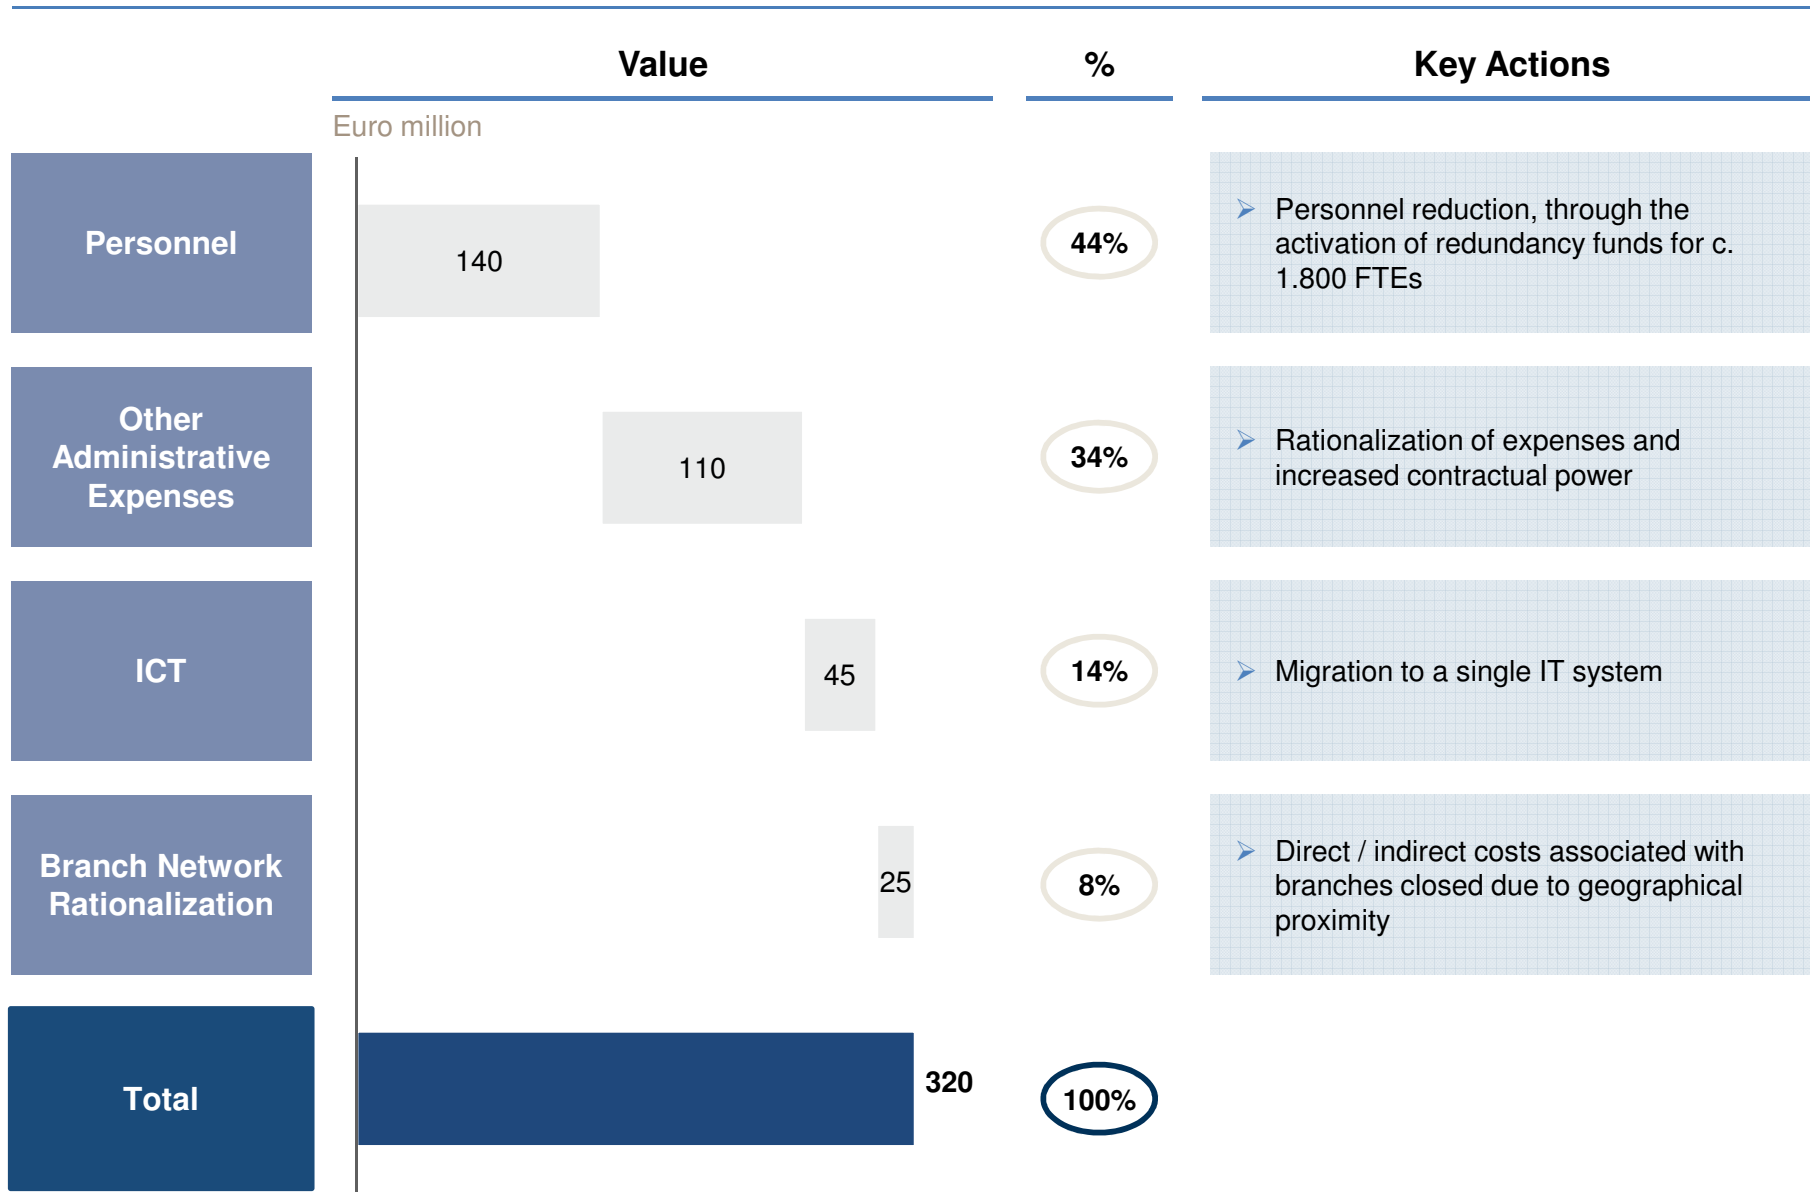 Value
%
Key Actions
Euro million
Personnel
140
44%
➢ Personnel reduction, through the
activation of redundancy funds for c.
1.800 FTEs
Other
Administrative
Expenses
110
34%
➢ Rationalization of expenses and
increased contractual power
ICT
45
14%
➢ Migration to a single IT system
Branch Network
Rationalization
25
8%
➢ Direct / indirect costs associated with
branches closed due to geographical
proximity
Total
320
100%